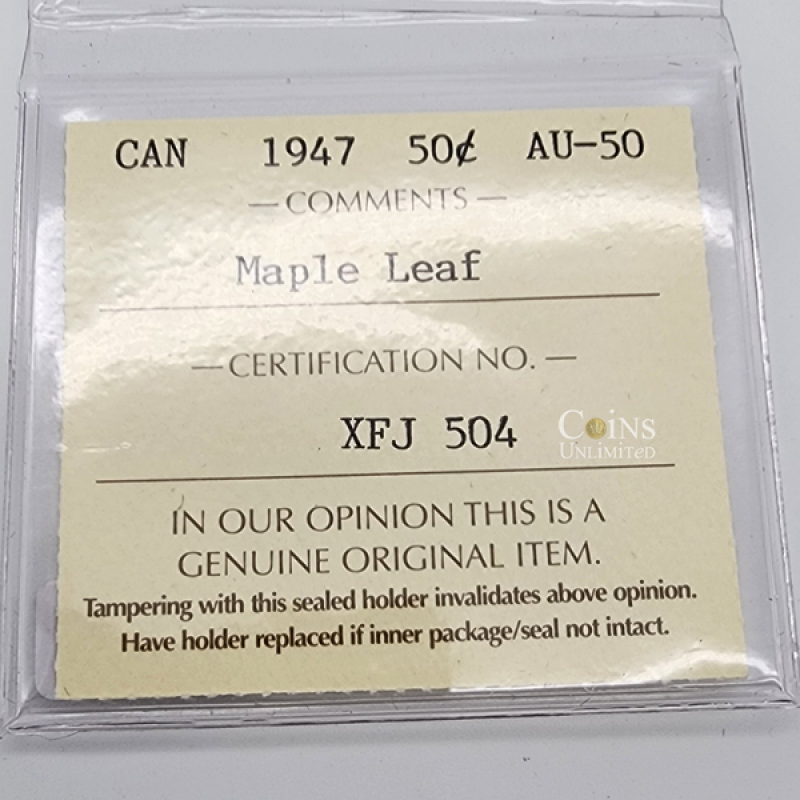 CAN 1947 50¢ AU-50
— COMMENTS —
Maple Leaf
— CERTIFICATION NO. —
XFJ 504
Coins
UNLIMITED
IN OUR OPINION THIS IS A
GENUINE ORIGINAL ITEM.
Tampering with this sealed holder invalidates above opinion.
Have holder replaced if inner package/seal not intact.